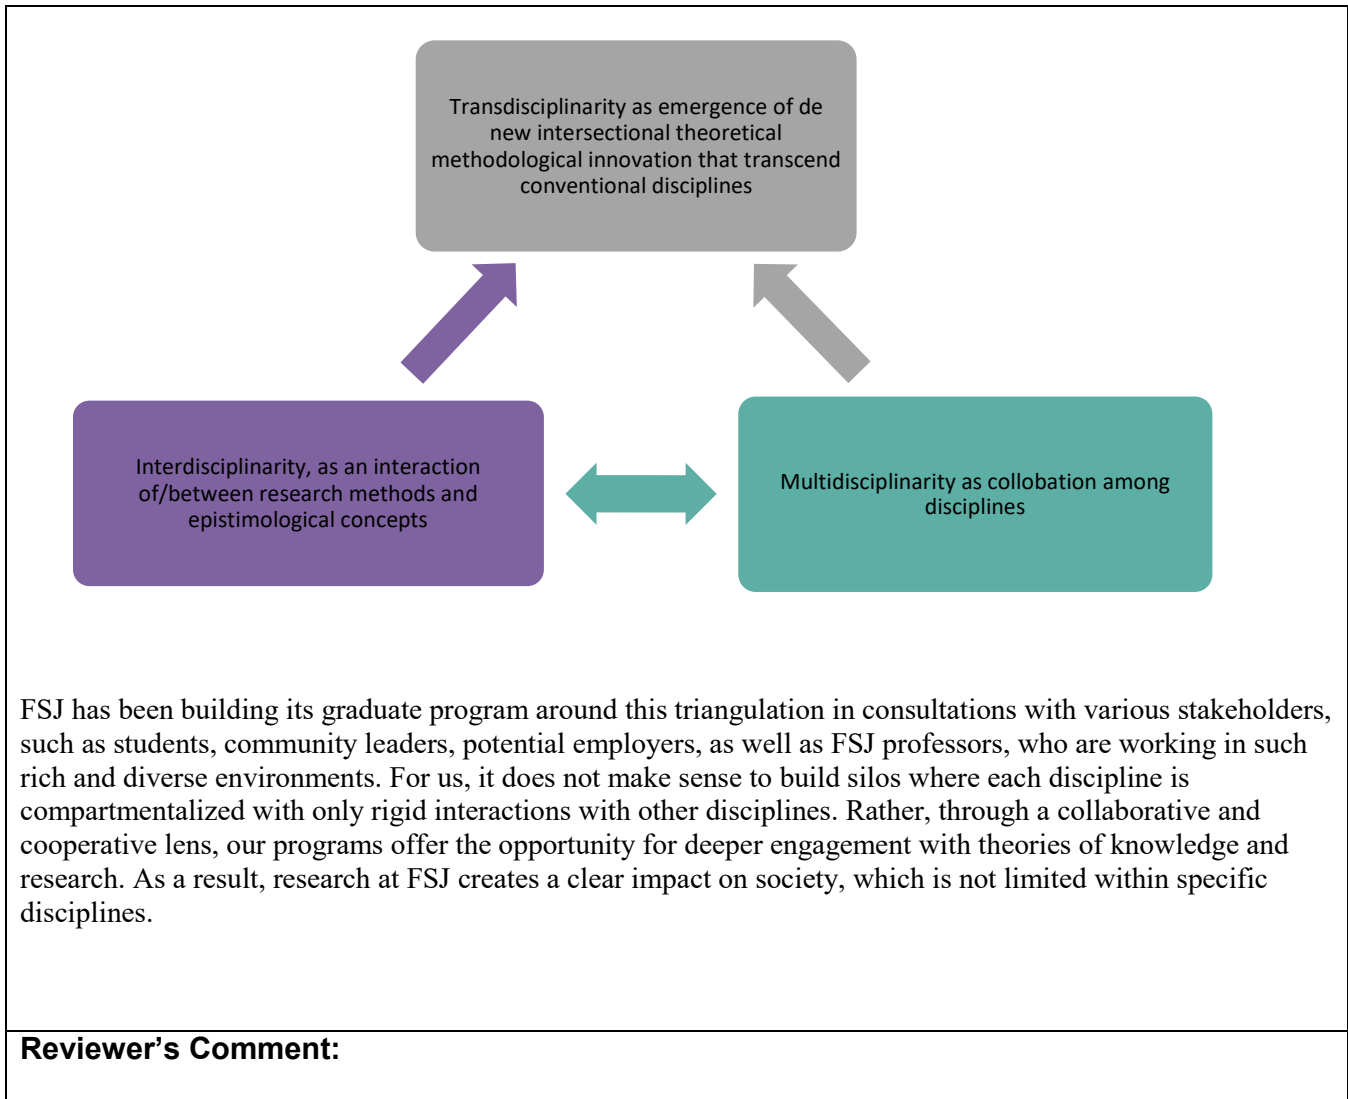 Transdisciplinarity as emergence of de
new intersectional theoretical
methodological innovation that transcend
conventional disciplines
Interdisciplinarity, as an interaction
of/between research methods and
epistimological concepts
Multidisciplinarity as collobation among
disciplines
FSJ has been building its graduate program around this triangulation in consultations with various stakeholders,
such as students, community leaders, potential employers, as well as FSJ professors, who are working in such
rich and diverse environments. For us, it does not make sense to build silos where each discipline is
compartmentalized with only rigid interactions with other disciplines. Rather, through a collaborative and
cooperative lens, our programs offer the opportunity for deeper engagement with theories of knowledge and
research. As a result, research at FSJ creates a clear impact on society, which is not limited within specific
disciplines.
Reviewer’s Comment: